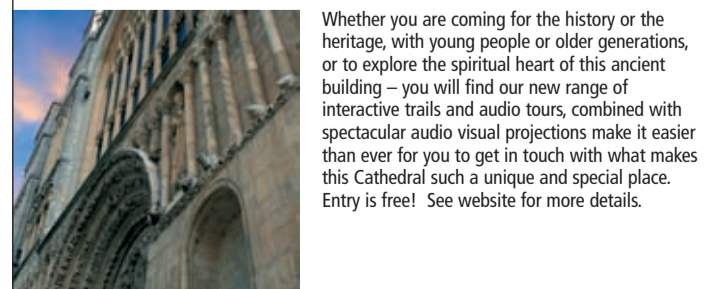 Whether you are coming for the history or the
heritage, with young people or older generations,
or to explore the spiritual heart of this ancient
building – you will find our new range of
interactive trails and audio tours, combined with
spectacular audio visual projections make it easier
than ever for you to get in touch with what makes
this Cathedral such a unique and special place.
Entry is free!  See website for more details.